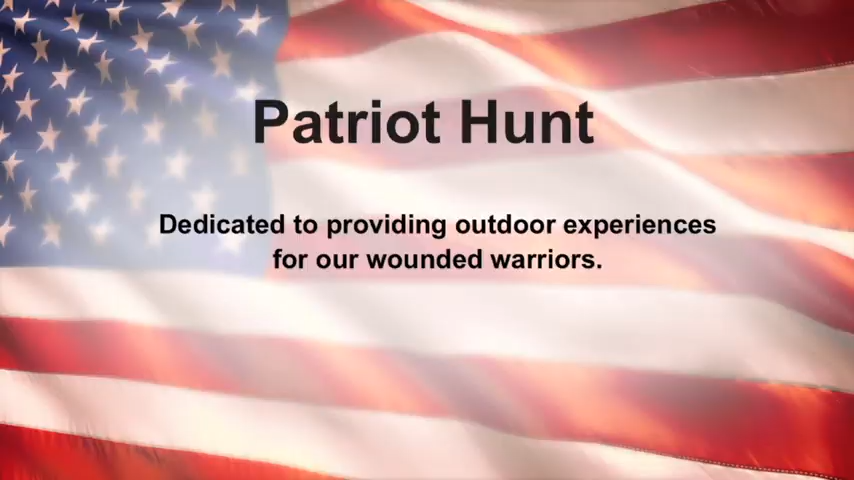 Patriot Hunt
Dedicated to providing outdoor experiences
for our wounded warriors.